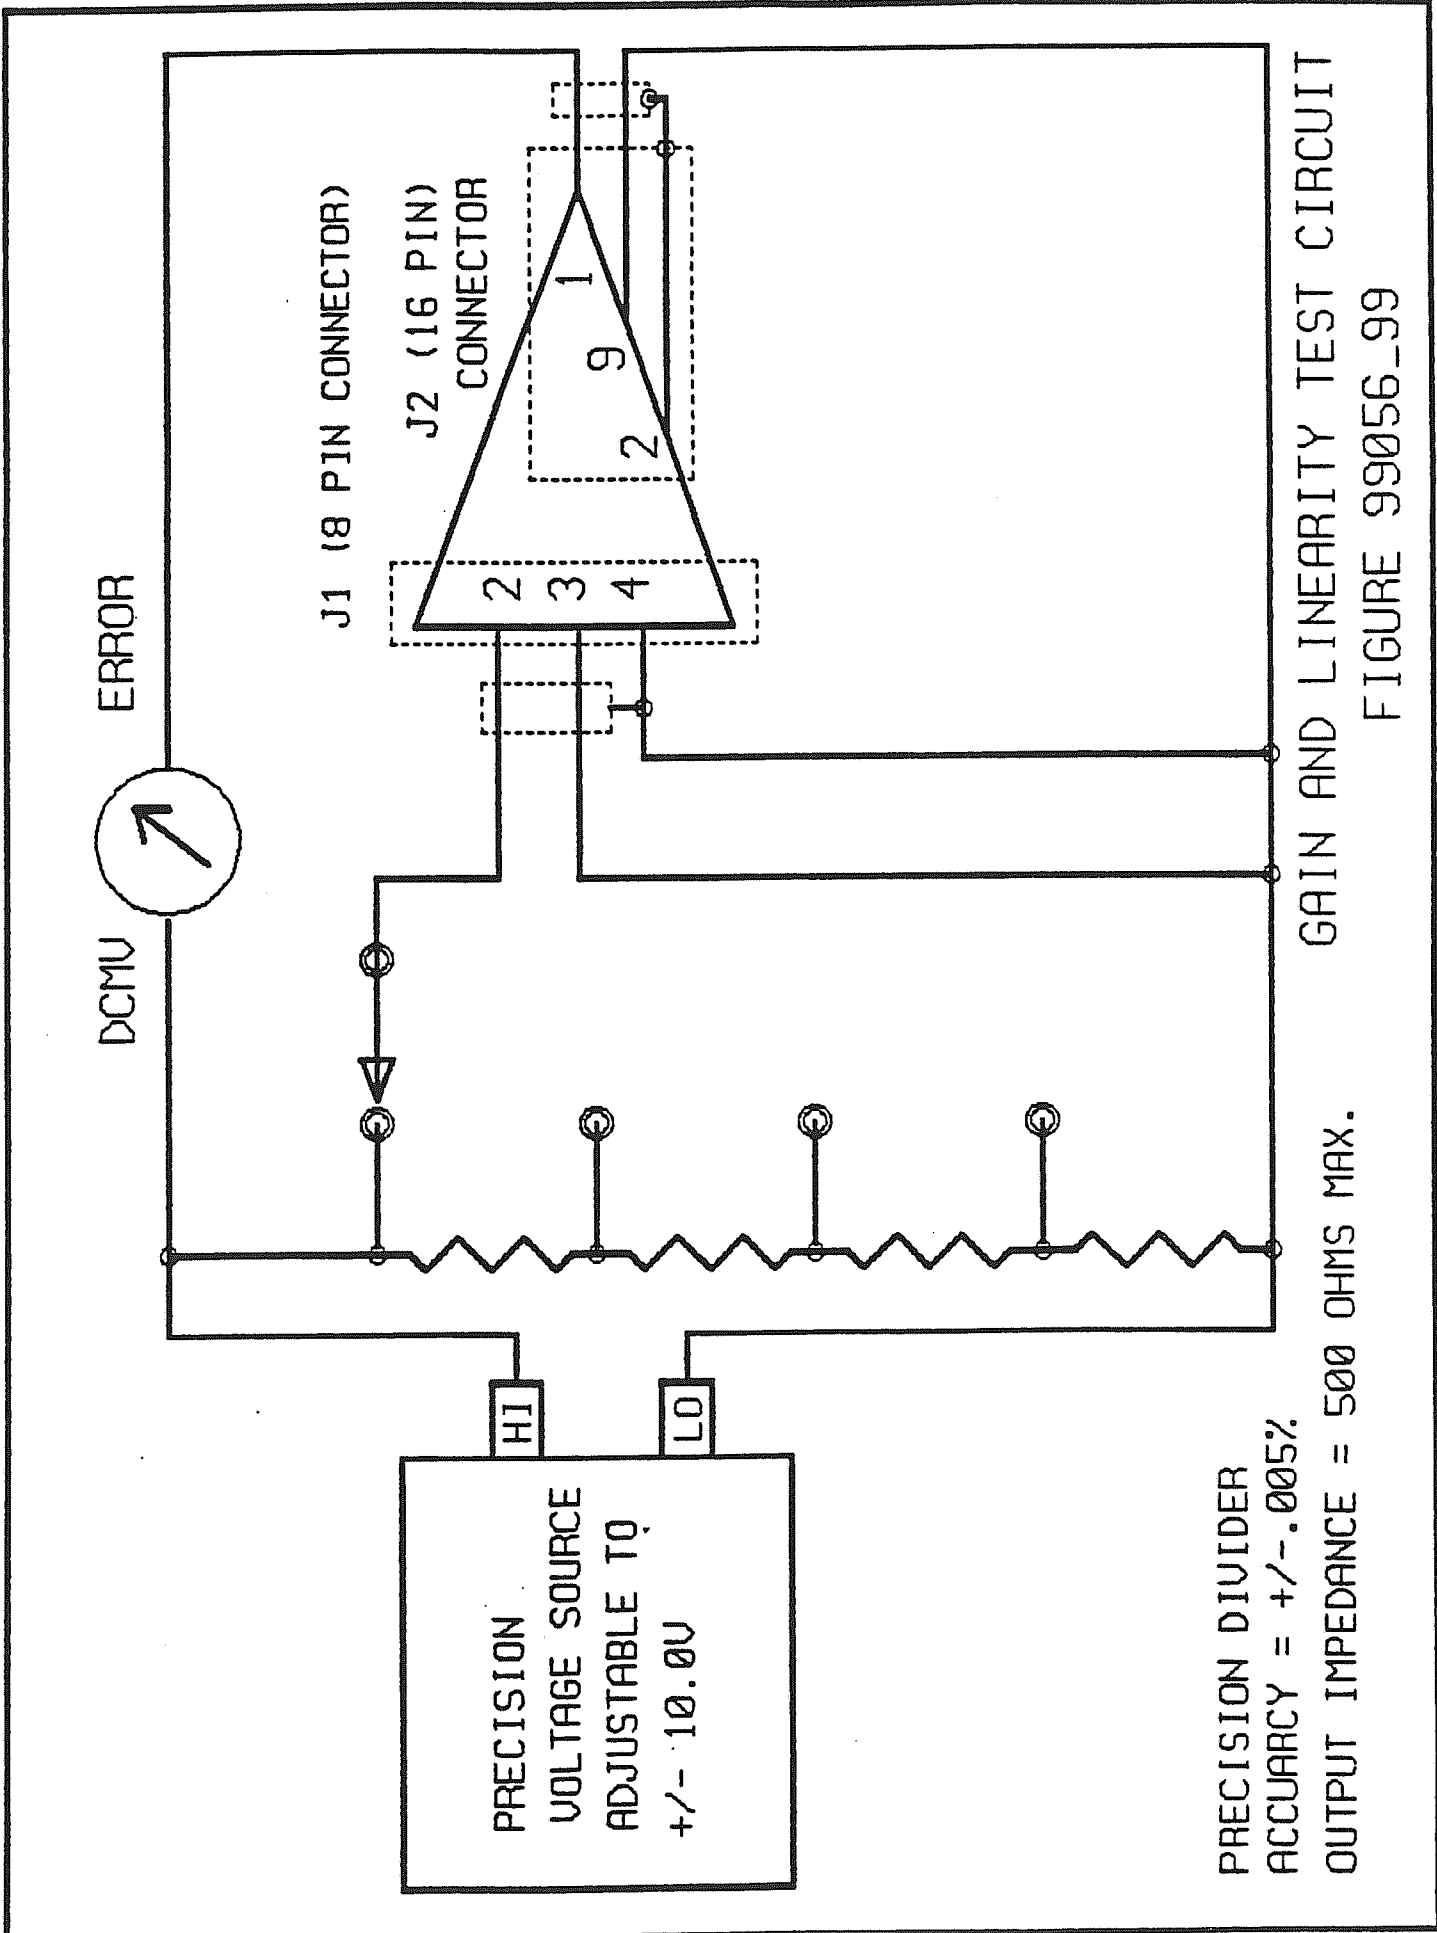 DCMV
ERROR
J1 (8 PIN CONNECTOR)
J2 (16 PIN)
CONNECTOR
2
3
4
1
9
2
HI
LO
PRECISION
VOLTAGE SOURCE
ADJUSTABLE TO
+/- 10.0V
PRECISION DIVIDER
ACCUARCY = +/-.005%
OUTPUT IMPEDANCE = 500 OHMS MAX.
GAIN AND LINEARITY TEST CIRCUIT
FIGURE 99056_99